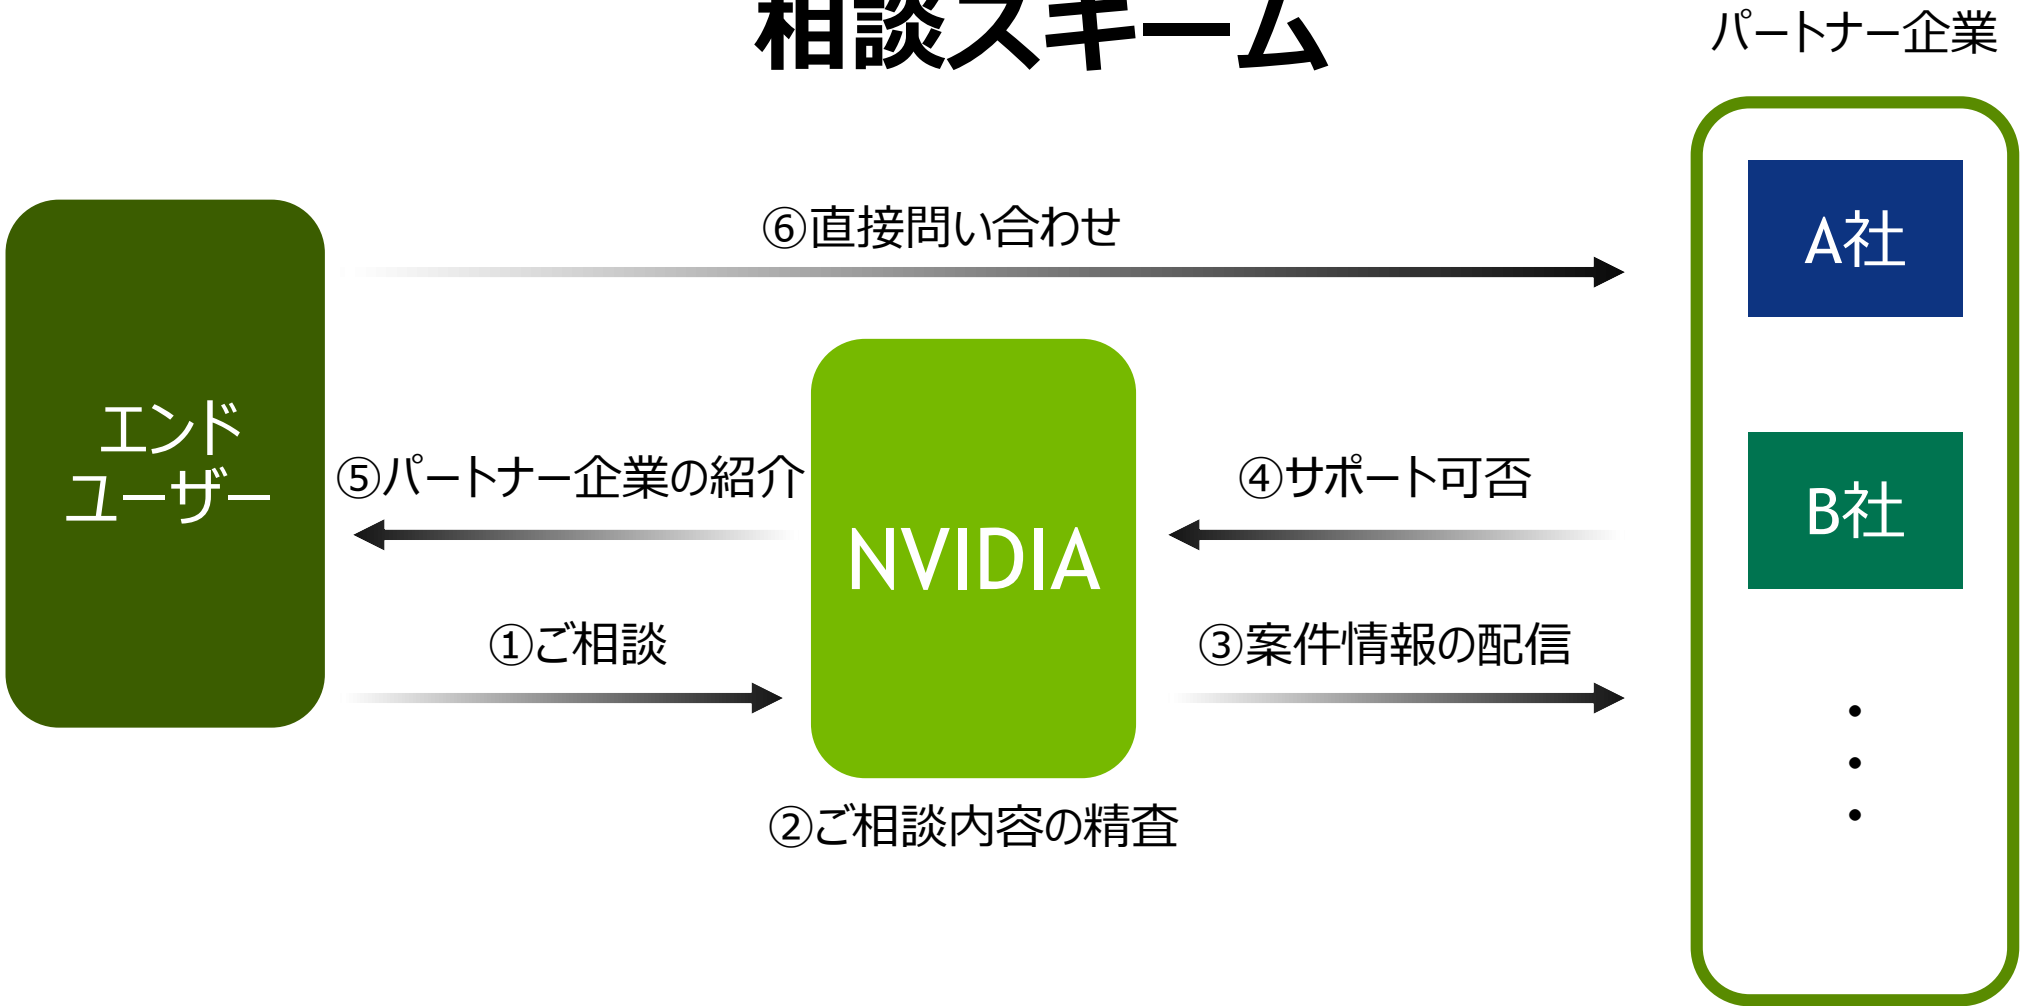 相談スキーム
パートナー企業
⑥直接問い合わせ
A社
エンド
ユーザー
⑤パートナー企業の紹介
NVIDIA
④サポート可否
B社
①ご相談
③案件情報の配信
②ご相談内容の精査